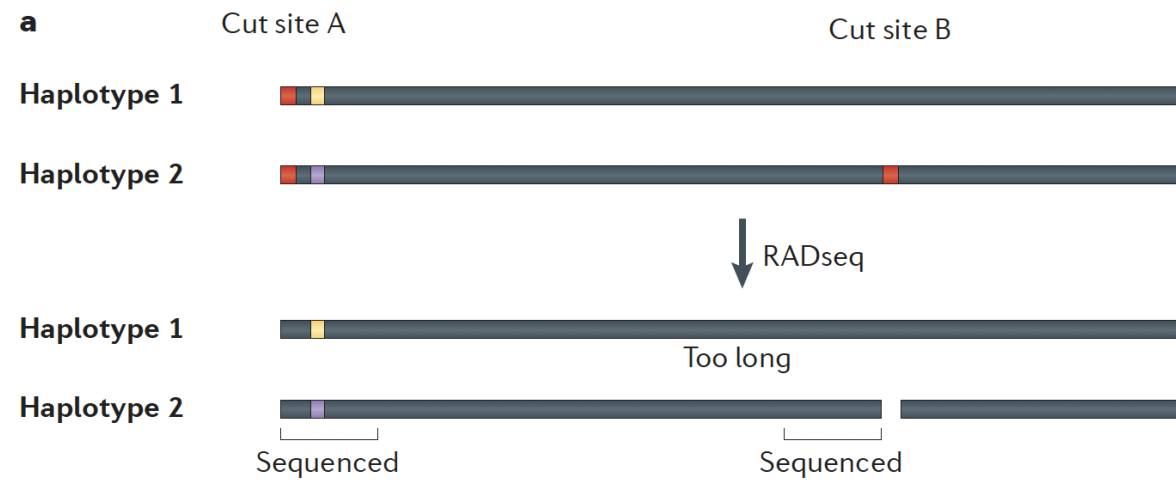 a
Cut site A
Cut site B
Haplotype 1
Haplotype 2
RADseq
Haplotype 1
Too long
Haplotype 2
Sequenced
Sequenced